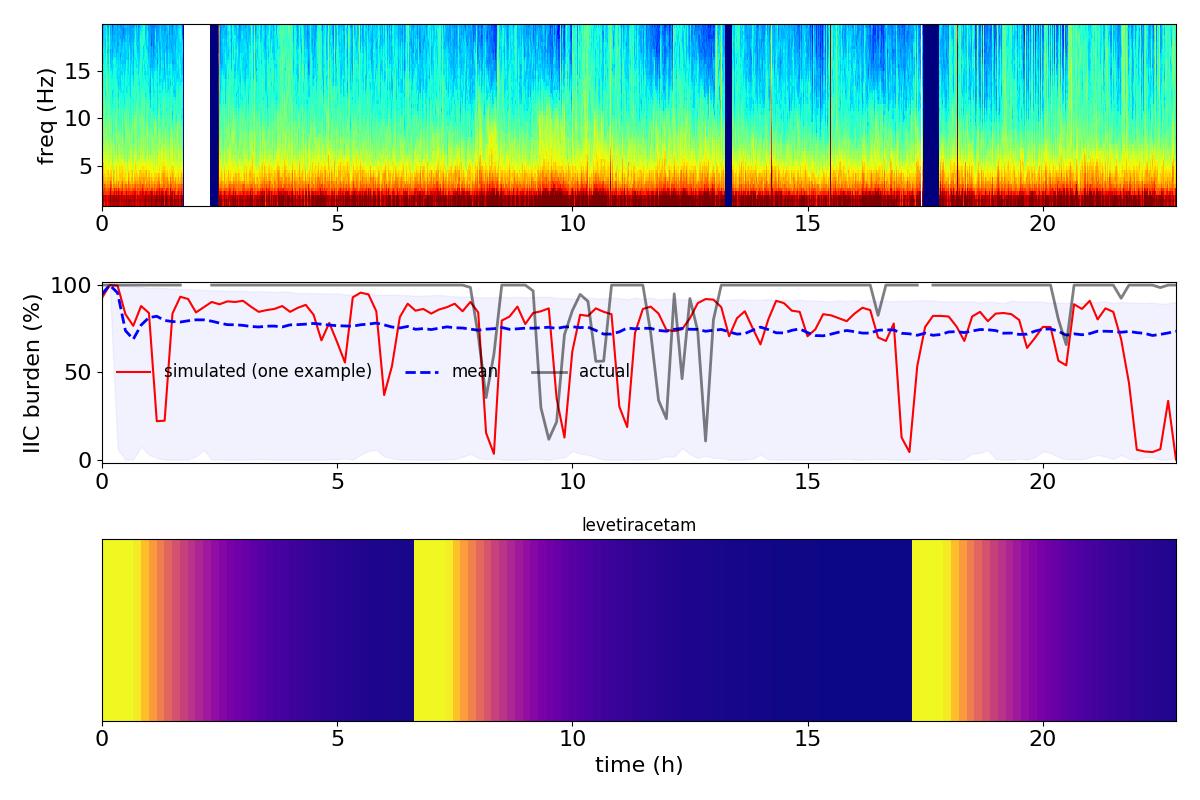 freq (Hz)
15
10
5
0 5 10 15 20
IIC burden (%)
100
50
0
simulated (one example) mean actual
0 5 10 15 20
levetiracetam
0 5 10 15 20
time (h)